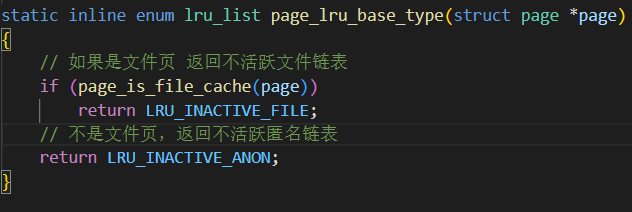 static inline enum lru_list page_lru_base_type(struct page *page)
{
    // 如果是文件页 返回不活跃文件链表
    if (page_is_file_cache(page))
        return LRU_INACTIVE_FILE;
    // 不是文件页，返回不活跃匿名链表
    return LRU_INACTIVE_ANON;
}